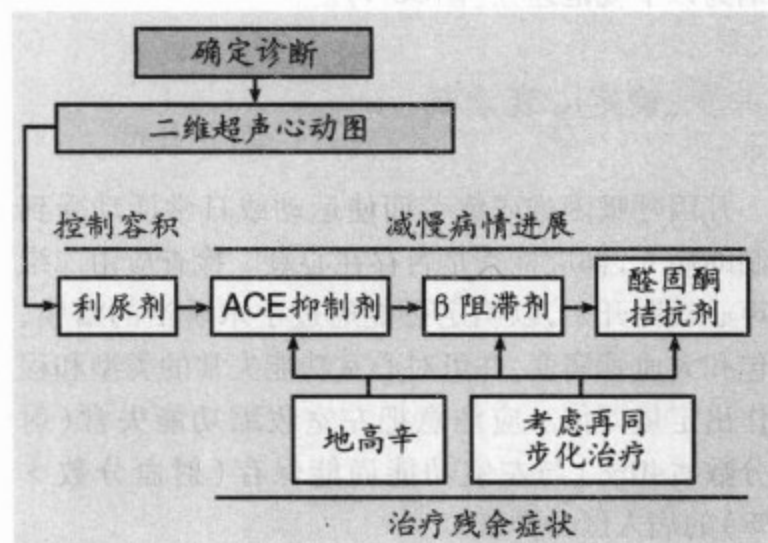 确定诊断
二维超声心动图
控制容积
减慢病情进展
利尿剂
ACE抑制剂
β阻滞剂
醛固酮
拮抗剂
地高辛
考虑再同
步化治疗
治疗残余症状